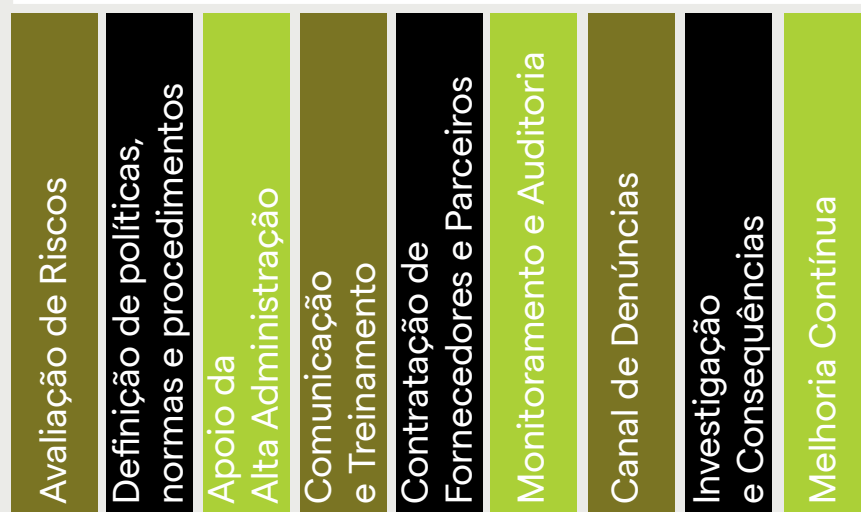 Avaliação de Riscos
Definição de políticas,
normas e procedimentos
Apoio da
Alta Administração
Comunicação
e Treinamento
Contratação de
Fornecedores e Parceiros
Monitoramento e Auditoria
Canal de Denúncias
Investigação
e Consequências
Melhoria Contínua